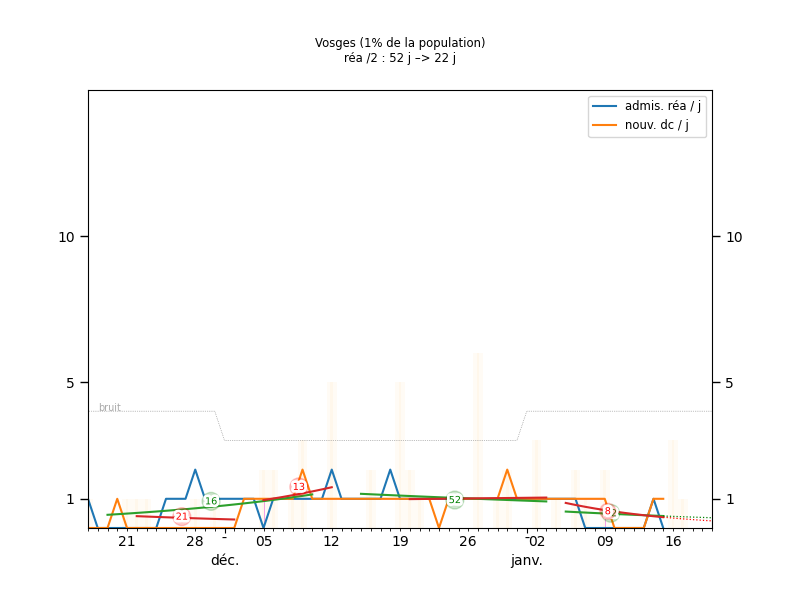 Vosges (1% de la population)
réa /2 : 52 j –> 22 j
admis. réa / j
nouv. dc / j
10 10
5 5
bruit
1 1
16
21
13
52
8
21 28 05 12 19 26 02 09 16
déc. janv.